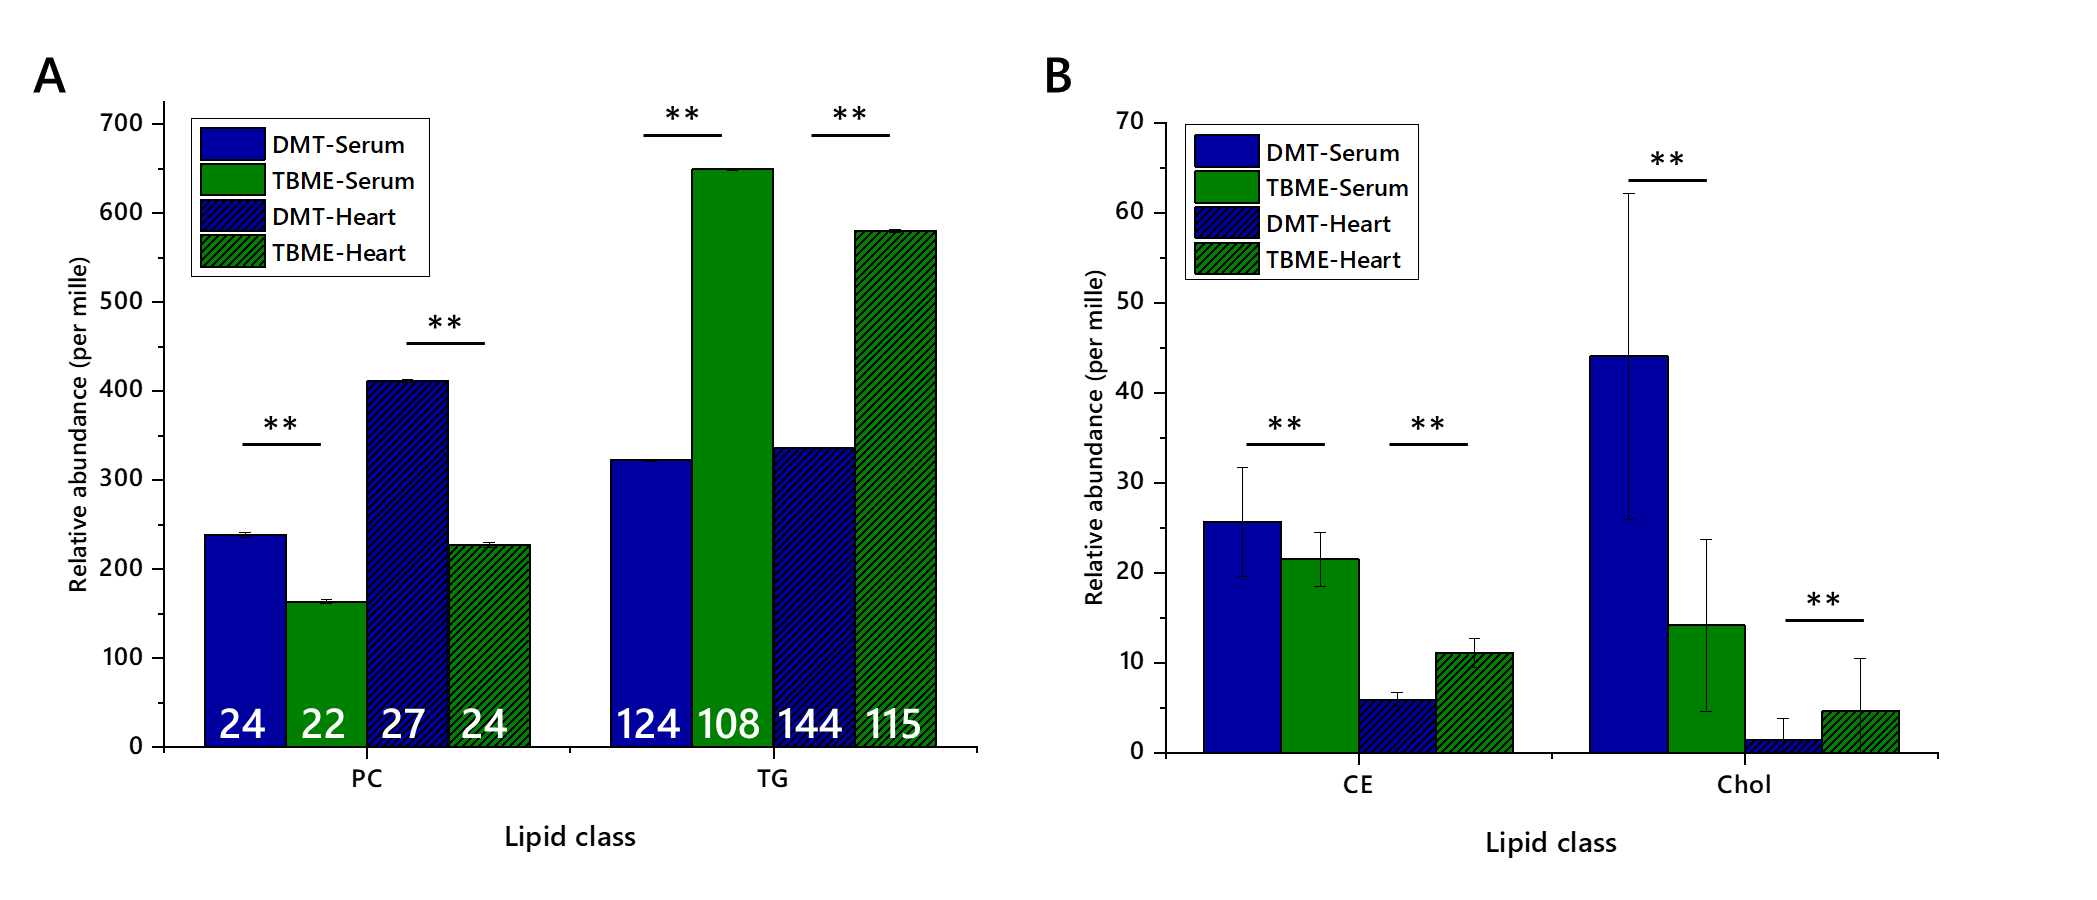 A
Relative abundance (per mille)
700
600
500
400
300
200
100
0
DMT-Serum
TBME-Serum
DMT-Heart
TBME-Heart
**
**
**
**
24 22 27 24
124 108 144 115
PC
TG
Lipid class
B
Relative abundance (per mille)
70
60
50
40
30
20
10
0
DMT-Serum
TBME-Serum
DMT-Heart
TBME-Heart
**
**
**
**
CE
Chol
Lipid class